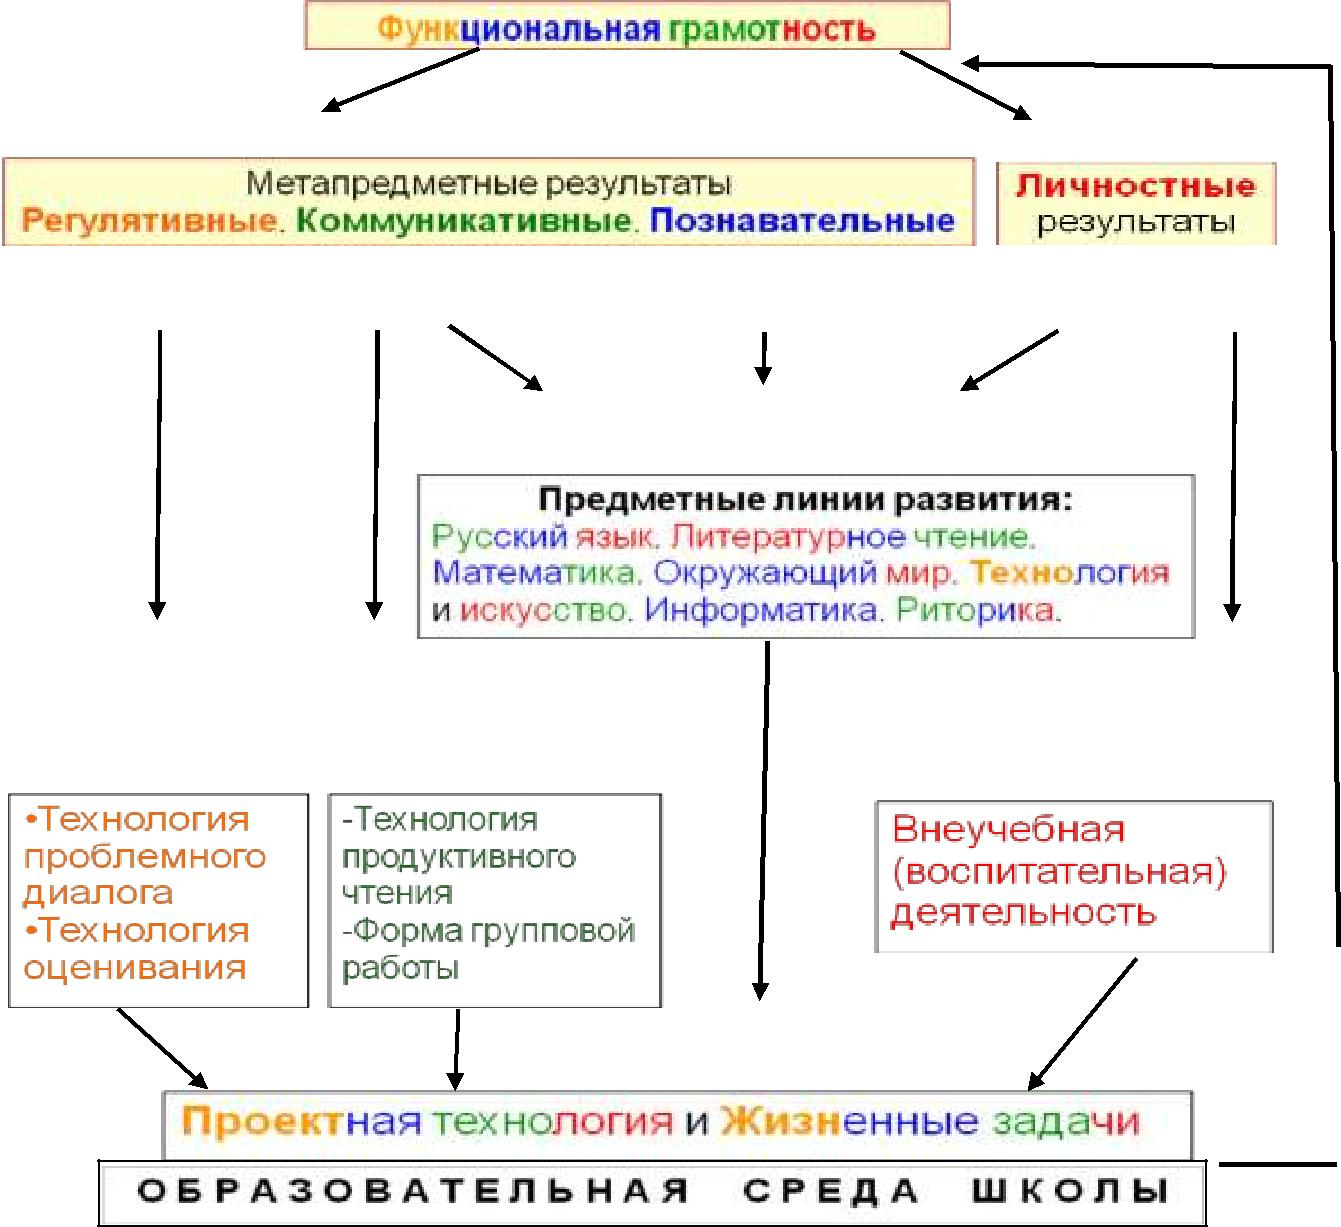 Функциональная грамотность
Метапредметные результаты
Регулятивные. Коммуникативные. Познавательные
Личностные
результаты
Предметные линии развития:
Русский язык. Литературное чтение.
Математика. Окружающий мир. Технология
и искусство. Информатика. Риторика.
•Технология
проблемного
диалога
•Технология
оценивания
-Технология
продуктивного
чтения
-Форма групповой
работы
Внеучебная
(воспитательная)
деятельность
Проектная технология и Жизненные задачи
ОБРАЗОВАТЕЛЬНАЯ СРЕДА ШКОЛЫ